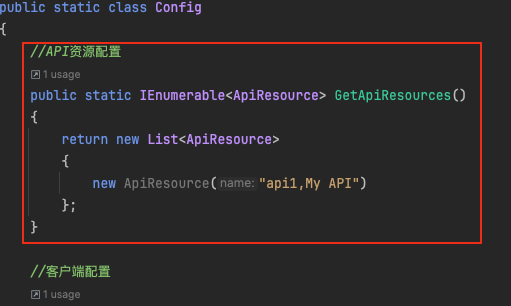 public static class Config
{
//API资源配置
1 usage
public static IEnumerable<ApiResource> GetApiResources()
{
return new List<ApiResource>
{
new ApiResource( name: "api1,My API")
};
}
//客户端配置
1 usage